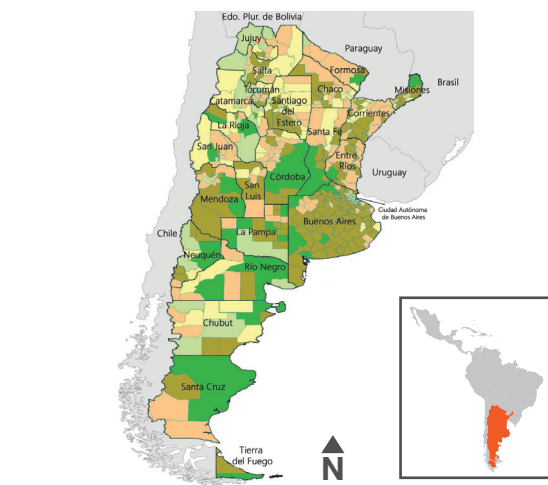 Edo. Plur. de Bolivia
Jujuy
Paraguay
Salta
Formosa
Brasil
Misiones
Chaco
Tucumán
Catamarca
Santiago
del
Estero
Corrientes
La Rioja
Santa Fé
San Juan
Entre
Ríos
Córdoba
Uruguay
San
Luis
Mendoza
Ciudad Autónoma
de Buenos Aires
Buenos Aires
Chile
La Pampa
Neuquén
Río Negro
Chubut
Santa Cruz
Tierra
del Fuego
N